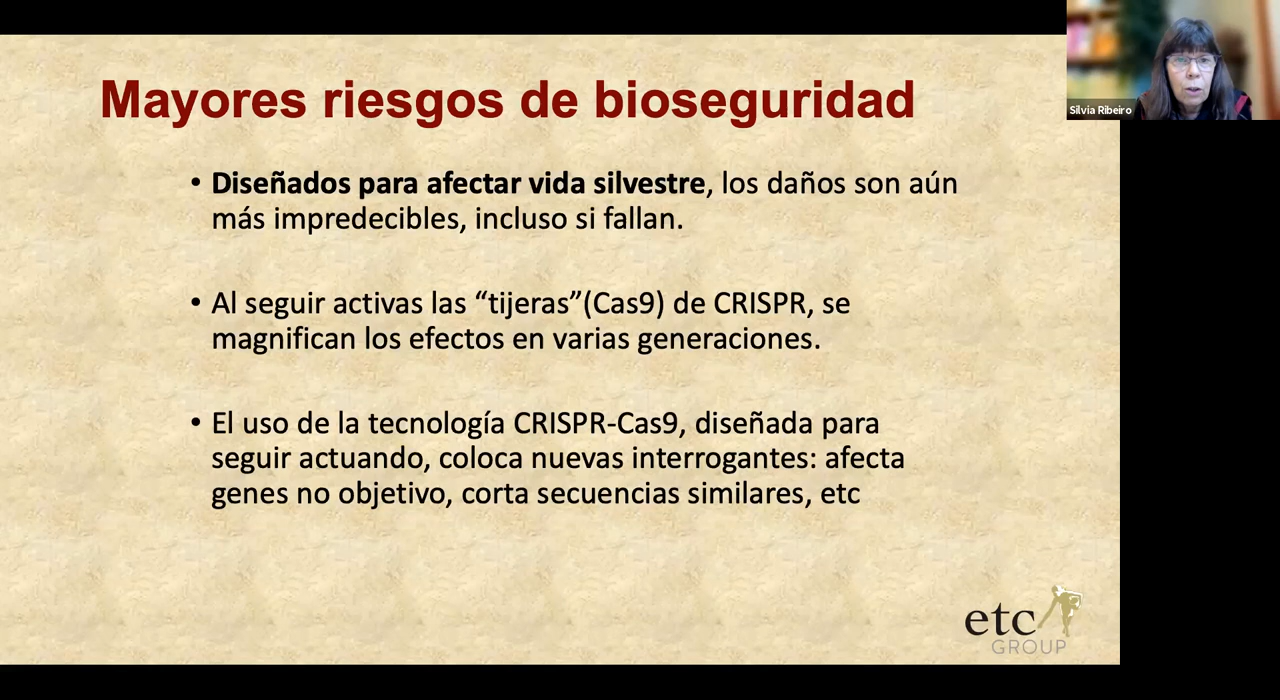 Mayores riesgos de bioseguridad
Silvia Ribeiro
• Diseñados para afectar vida silvestre, los daños son aún
más impredecibles, incluso si fallan.
• Al seguir activas las “tijeras”(Cas9) de CRISPR, se
magnifican los efectos en varias generaciones.
• El uso de la tecnología CRISPR-Cas9, diseñada para
seguir actuando, coloca nuevas interrogantes: afecta
genes no objetivo, corta secuencias similares, etc
etc
GROUP